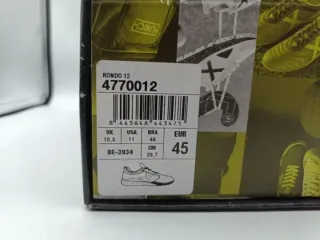 RONDO 12
4770012
8 445648 443475
UK USA BRA EUR
10,5 11 46 45
CM
BE-3934 29,7